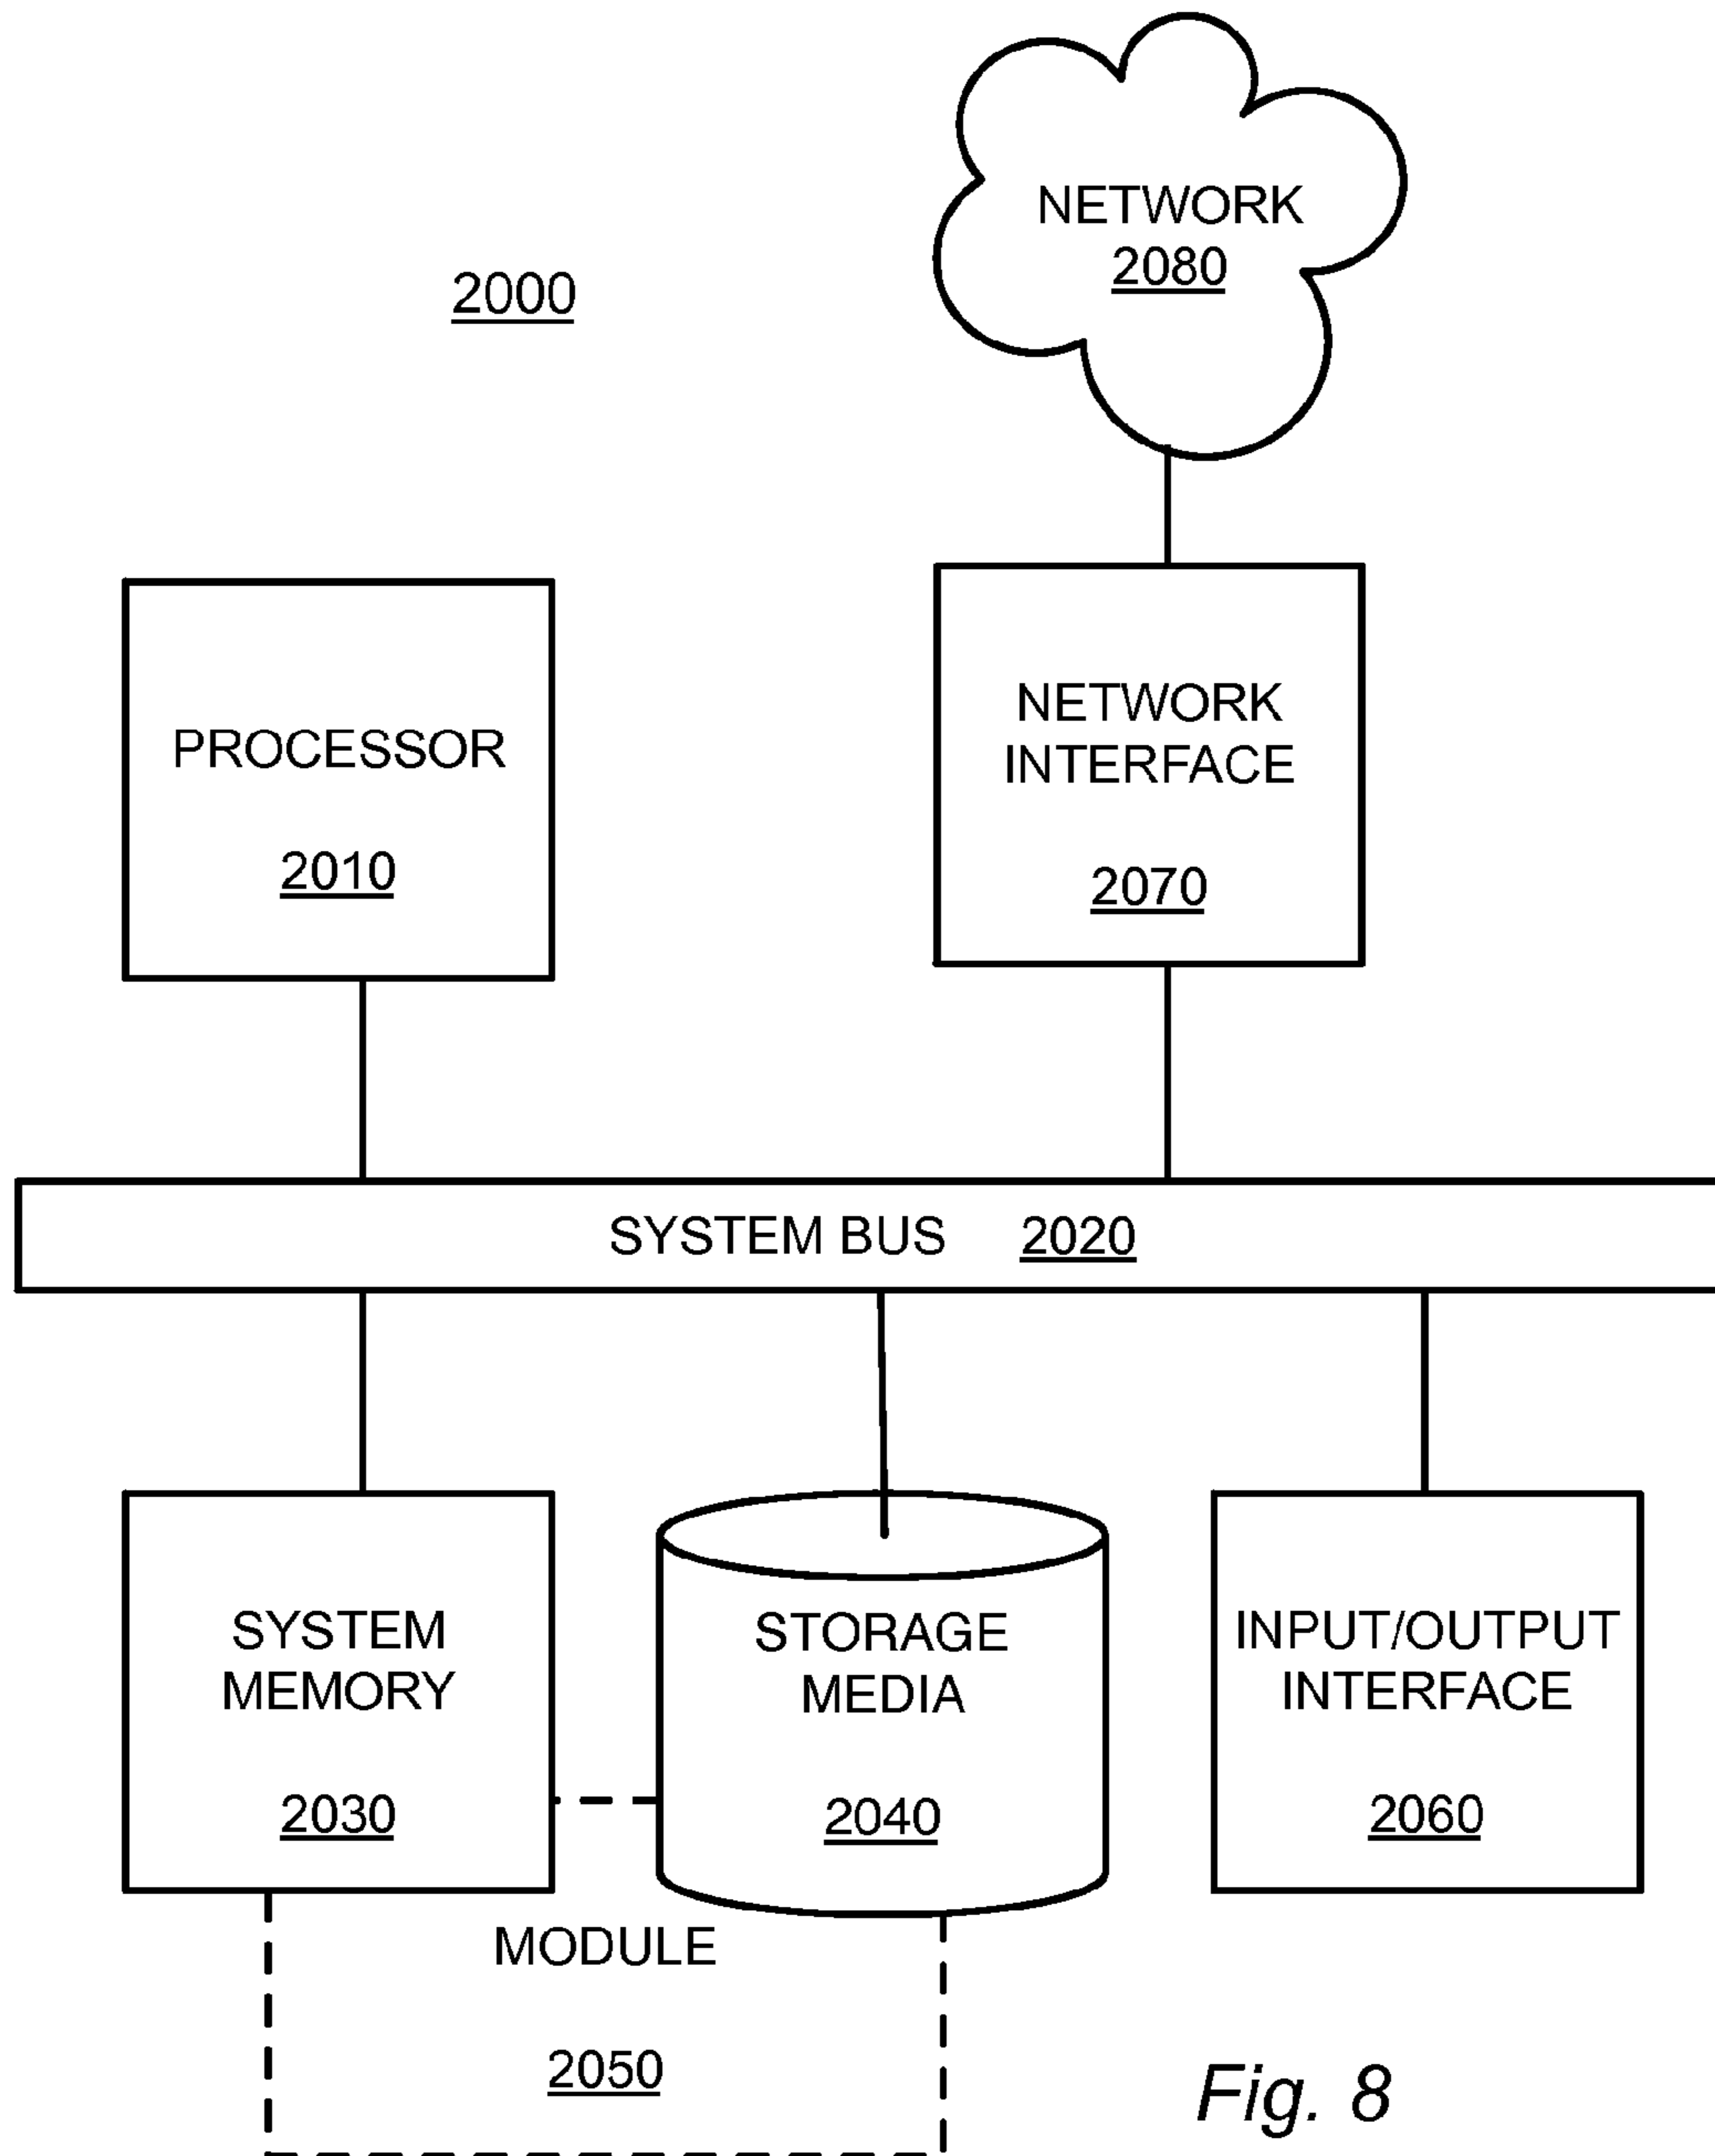 NETWORK
2080
2000
PROCESSOR
2010
NETWORK
INTERFACE
2070
SYSTEM BUS 2020
SYSTEM
MEMORY
2030
STORAGE
MEDIA
2040
INPUT/OUTPUT
INTERFACE
2060
MODULE
2050
Fig. 8